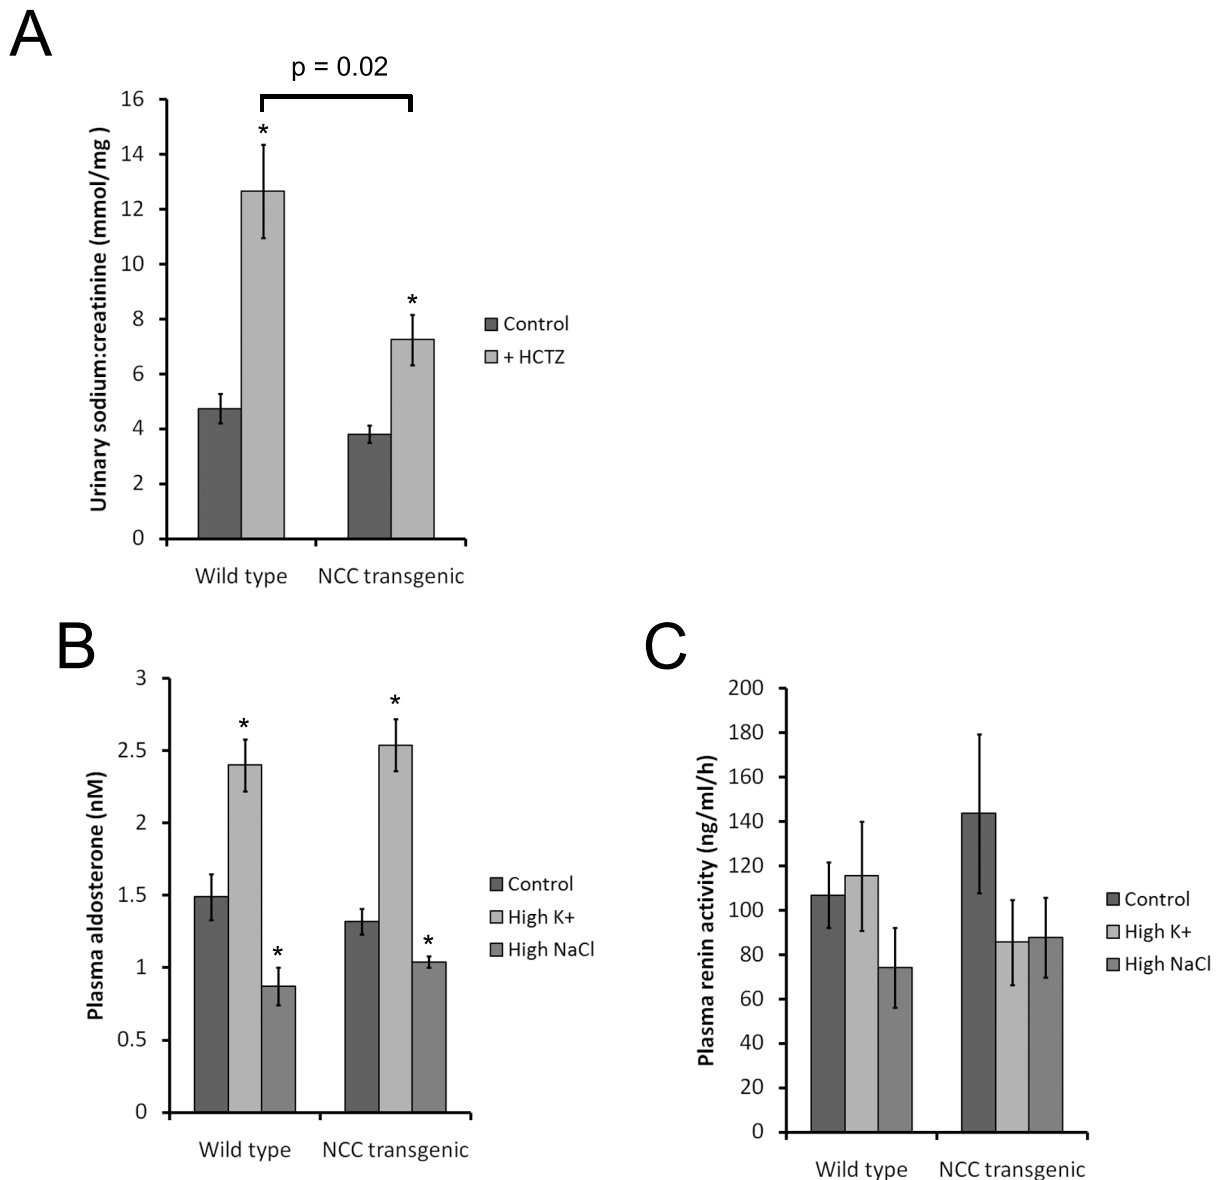 A
p = 0.02
Urinary sodium:creatinine (mmol/mg )
16
14
12
10
8
6
4
2
0
*
*
Control
+ HCTZ
Wild type
NCC transgenic
B
Plasma aldosterone (nM)
3
2.5
2
1.5
1
0.5
0
*
*
*
*
Control
High K+
High NaCl
Wild type
NCC transgenic
C
Plasma renin activity (ng/ml/h)
200
180
160
140
120
100
80
60
40
20
0
Control
High K+
High NaCl
Wild type
NCC transgenic